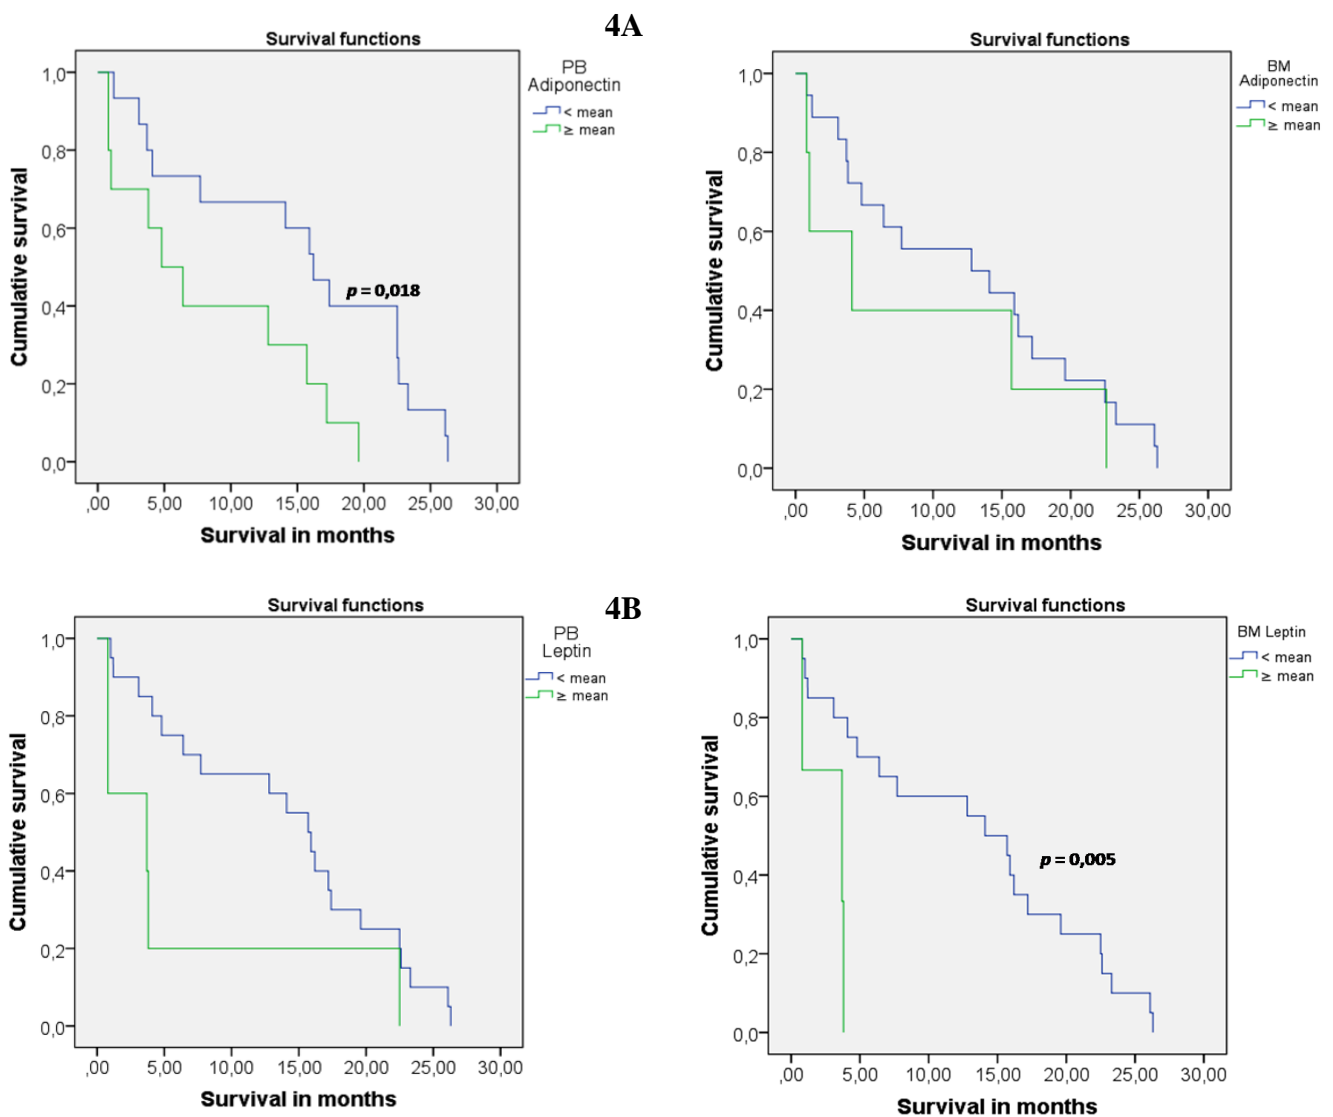 4A
Survival functions
PB
Adiponectin
< mean
≥ mean
1,0
0,8
0,6
0,4
0,2
0,0
Cumulative survival
p = 0,018
,00 5,00 10,00 15,00 20,00 25,00 30,00
Survival in months
Survival functions
BM
Adiponectin
< mean
≥ mean
1,0
0,8
0,6
0,4
0,2
0,0
Cumulative survival
,00 5,00 10,00 15,00 20,00 25,00 30,00
Survival in months
4B
Survival functions
PB
Leptin
< mean
≥ mean
1,0
0,8
0,6
0,4
0,2
0,0
Cumulative survival
,00 5,00 10,00 15,00 20,00 25,00 30,00
Survival in months
Survival functions
BM Leptin
< mean
≥ mean
1,0
0,8
0,6
0,4
0,2
0,0
Cumulative survival
p = 0,005
,00 5,00 10,00 15,00 20,00 25,00 30,00
Survival in months